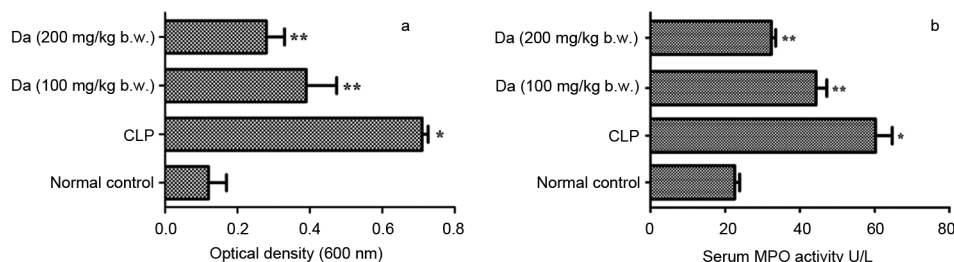 a
Da (200 mg/kg b.w.)
**
Da (100 mg/kg b.w.)
**
CLP
*
Normal control
0.0 0.2 0.4 0.6 0.8
Optical density (600 nm)
b
Da (200 mg/kg b.w.)
**
Da (100 mg/kg b.w.)
**
CLP
*
Normal control
0 20 40 60 80
Serum MPO activity U/L